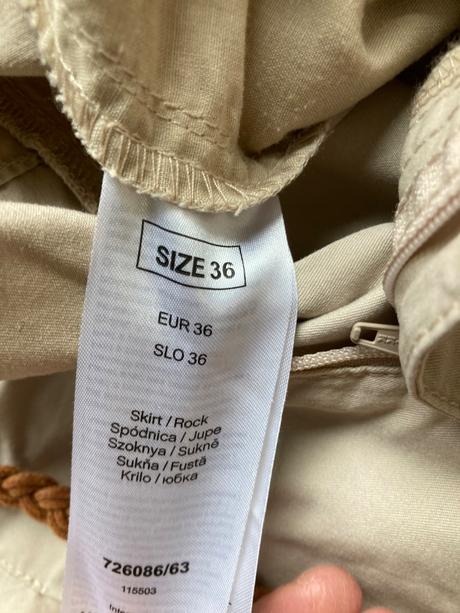 SIZE 36
EUR 36
SLO 36
Skirt / Rock
Spódnica / Jupe
Szoknya / Sukně
Sukňa / Fustă
Krilo / юбка
726086/63
115503